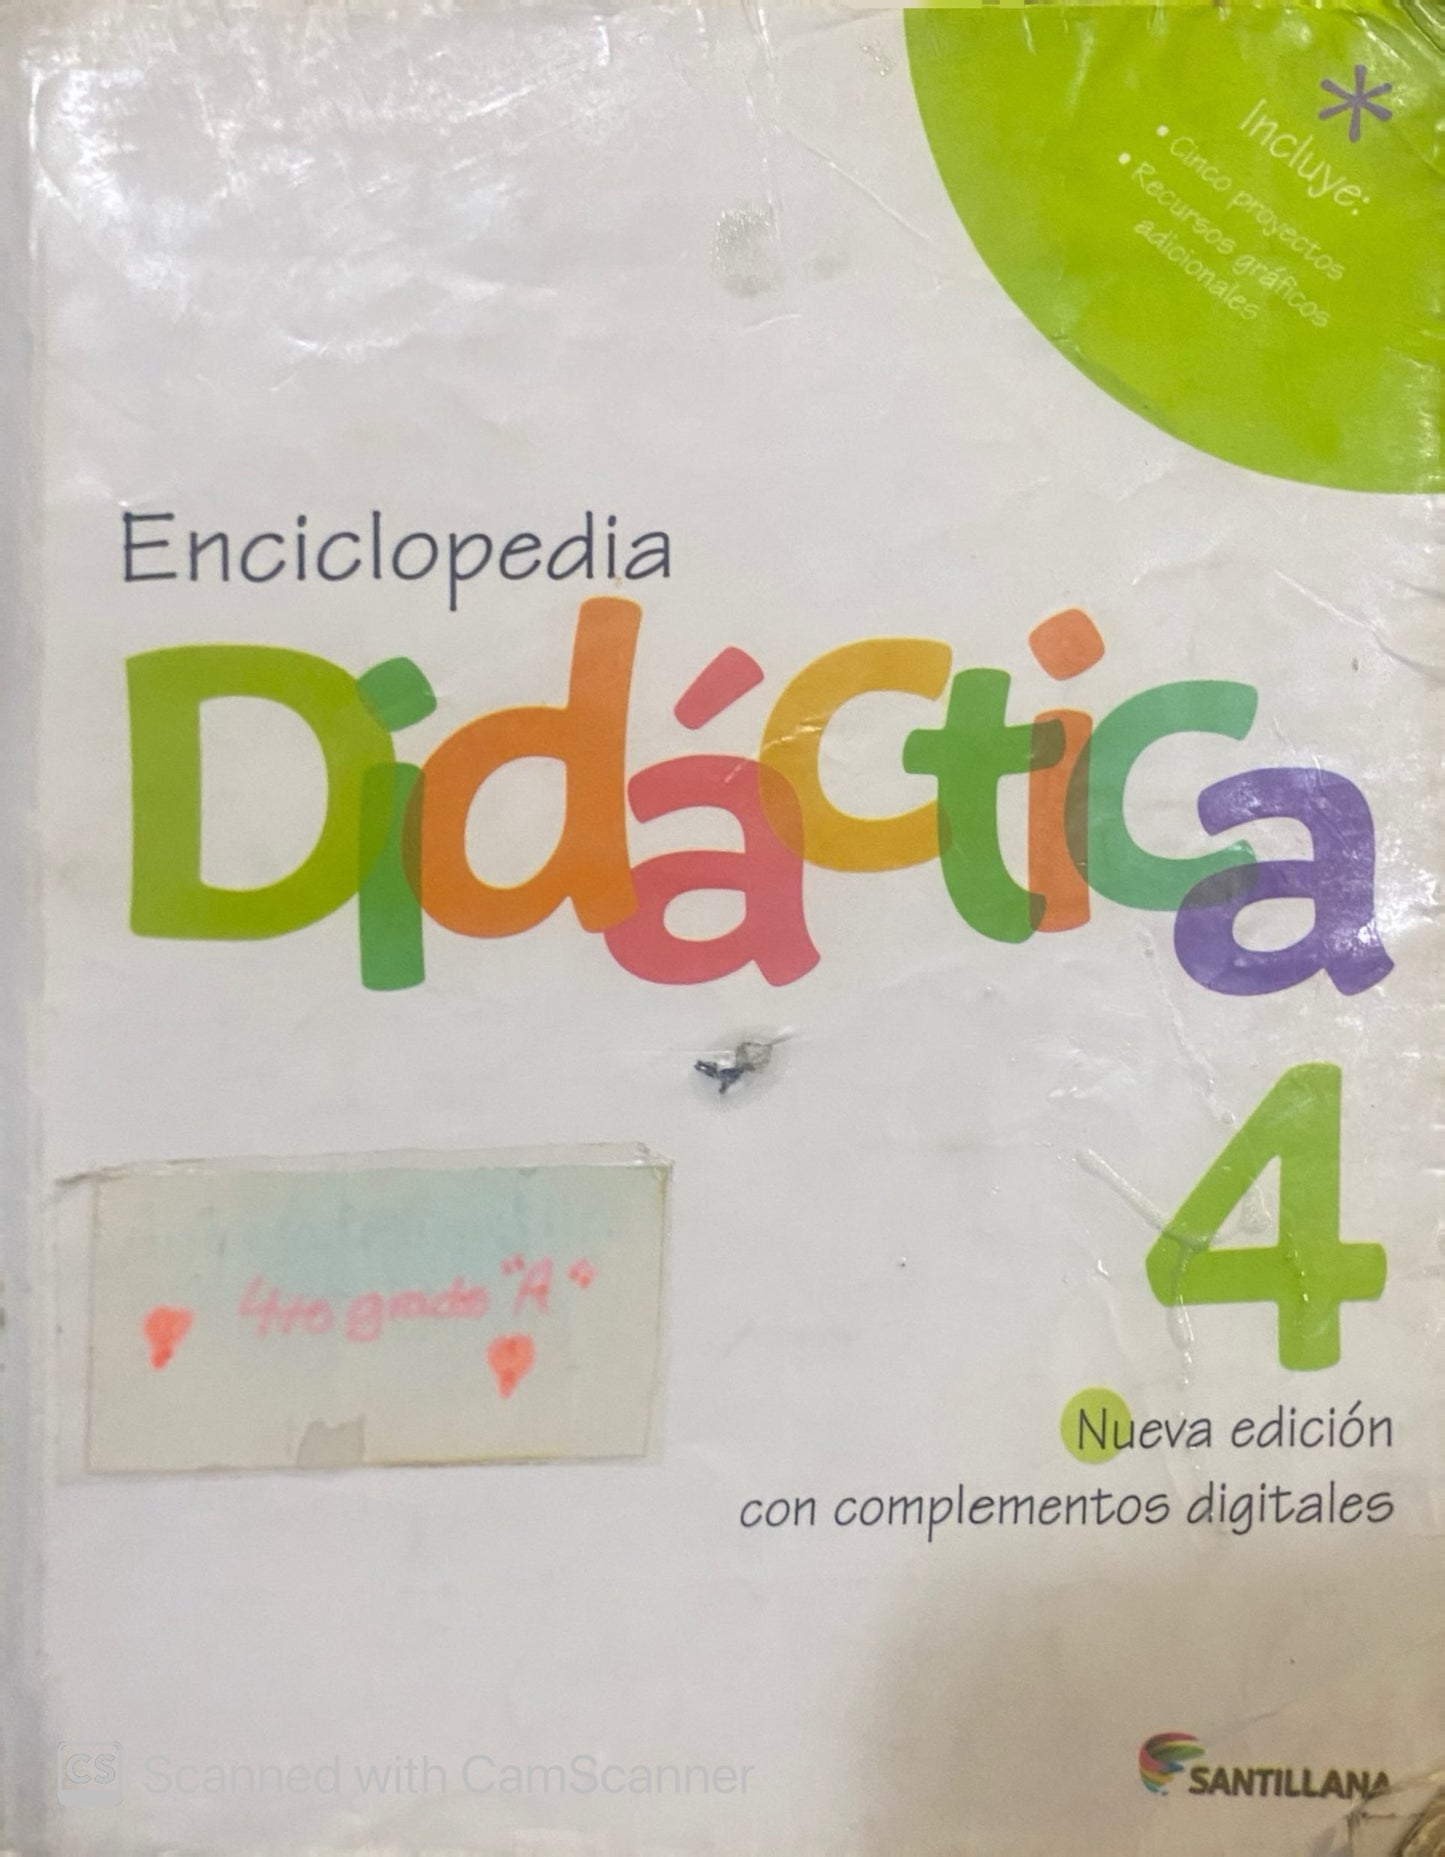 *
Incluye:
• Cinco proyectos
• Recursos gráficos
adicionales
Enciclopedia
Didáctica
4
4to grado "A"
Nueva edición
con complementos digitales
SANTILLANA
CS Scanned with CamScanner